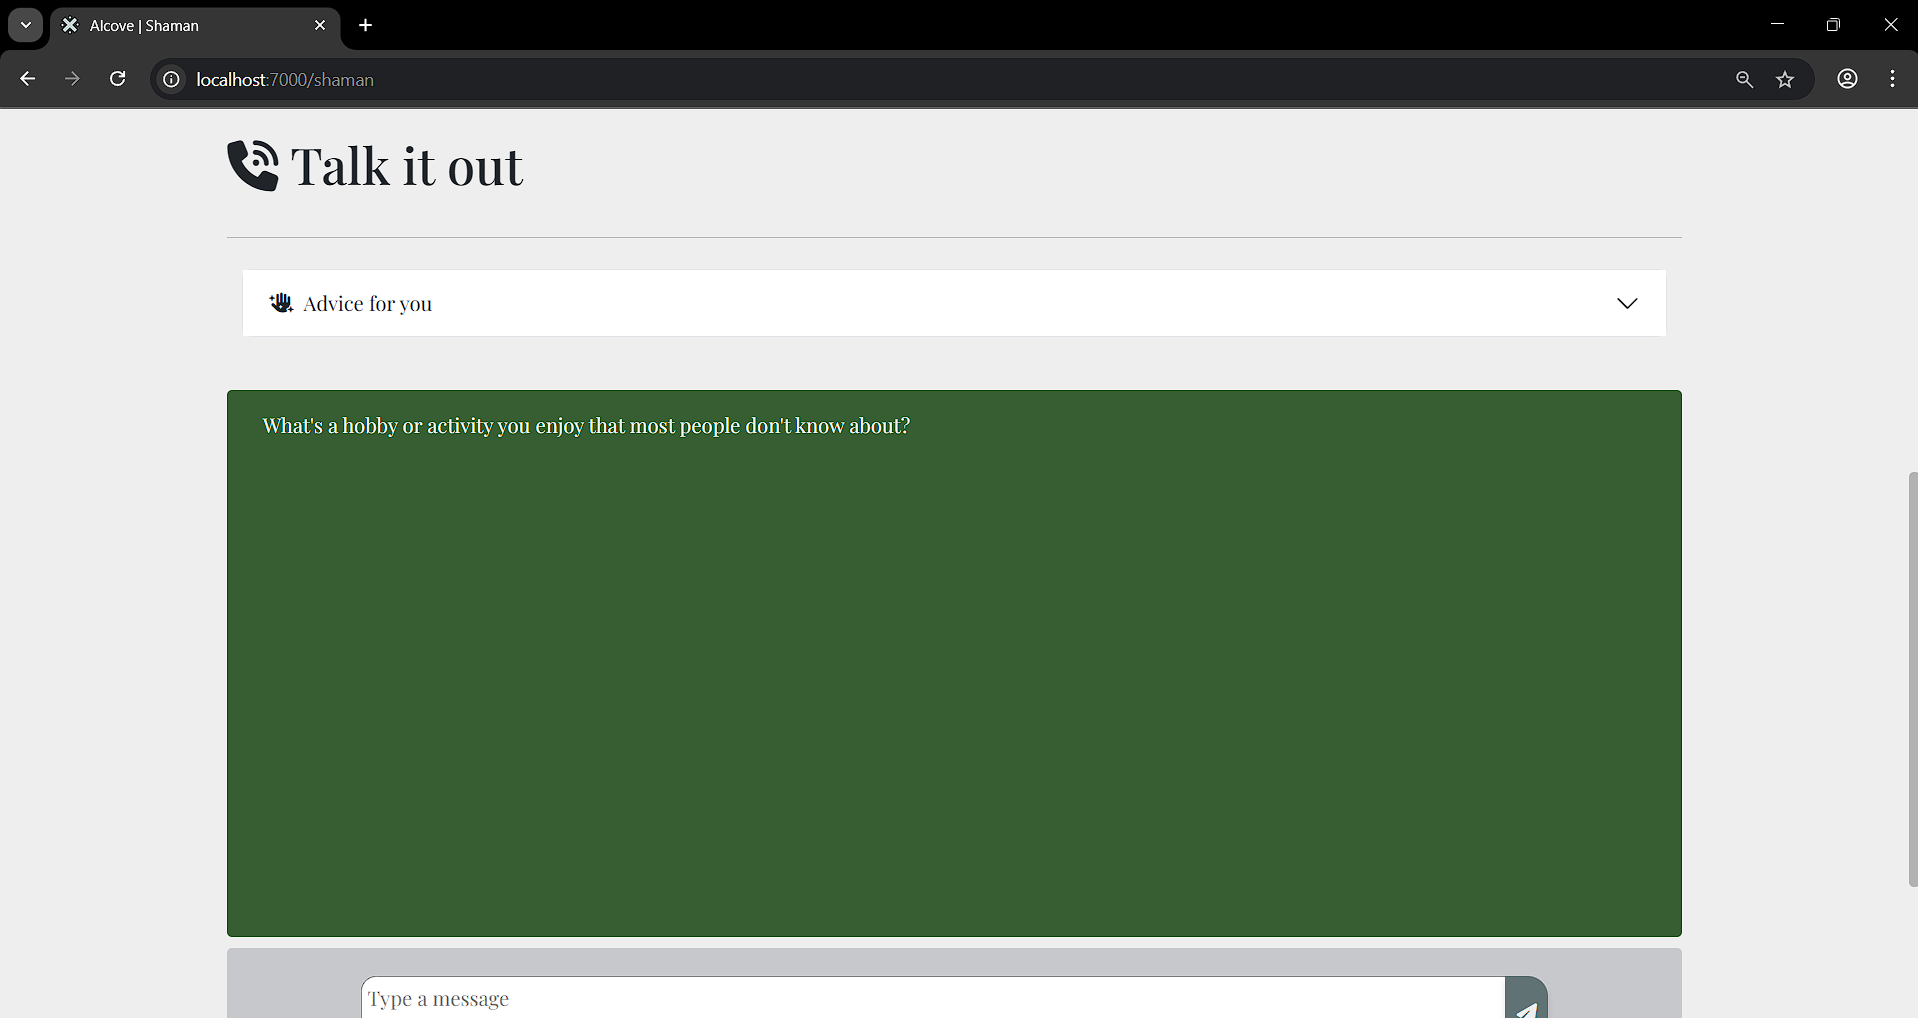 Alcove | Shaman
localhost:7000/shaman
Talk it out
Advice for you
What's a hobby or activity you enjoy that most people don't know about?
Type a message